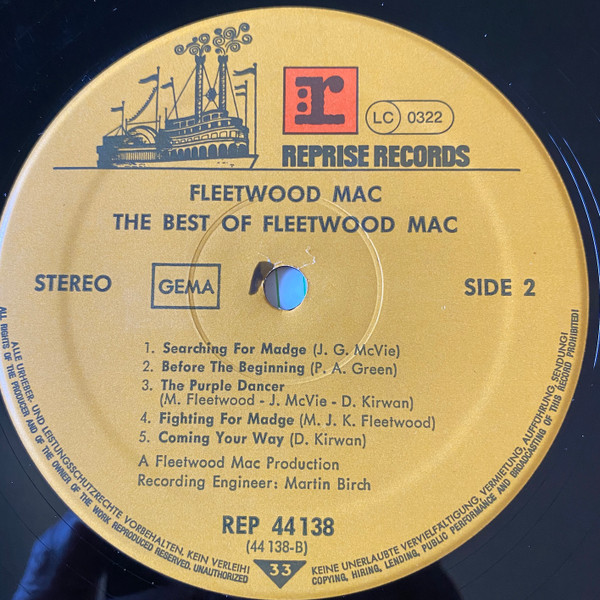 r
LC 0322
REPRISE RECORDS
FLEETWOOD MAC
THE BEST OF FLEETWOOD MAC
STEREO
GEMA
SIDE 2
1. Searching For Madge (J. G. McVie)
2. Before The Beginning (P. A. Green)
3. The Purple Dancer
(M. Fleetwood - J. McVie - D. Kirwan)
4. Fighting For Madge (M. J. K. Fleetwood)
5. Coming Your Way (D. Kirwan)
A Fleetwood Mac Production
Recording Engineer: Martin Birch
REP 44 138
(44 138-B)
33
ALLE URHEBER- UND LEISTUNGSSCHUTZRECHTE VORBEHALTEN. KEIN VERLEIH!
ALL RIGHTS OF THE PRODUCER AND OF THE OWNER OF THE WORK REPRODUCED RESERVED. UNAUTHORIZED
KEINE UNERLAUBTE VERVIELFÄLTIGUNG, VERMIETUNG, AUFFÜHRUNG, SENDUNG!
COPYING, HIRING, LENDING, PUBLIC PERFORMANCE AND BROADCASTING OF THIS RECORD PROHIBITED!